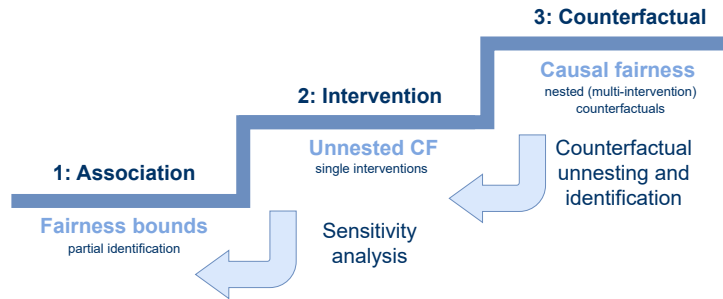 3: Counterfactual
Causal fairness
nested (multi-intervention)
counterfactuals
2: Intervention
Unnested CF
single interventions
Counterfactual
unnesting and
identification
1: Association
Fairness bounds
partial identification
Sensitivity
analysis